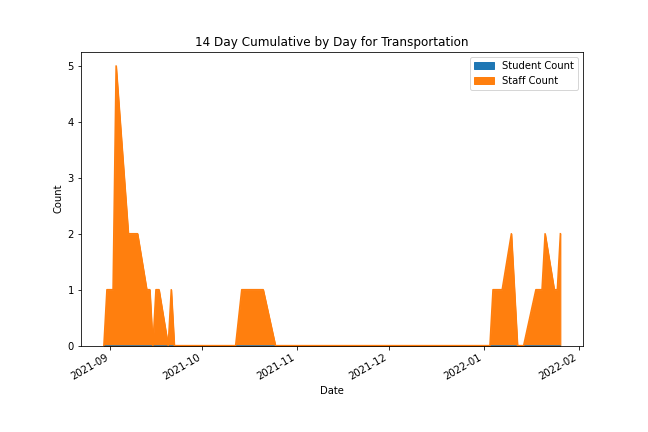 14 Day Cumulative by Day for Transportation
Student Count
Staff Count
5
4
3
2
1
0
Count
2021-09
2021-10
2021-11
2021-12
2022-01
2022-02
Date